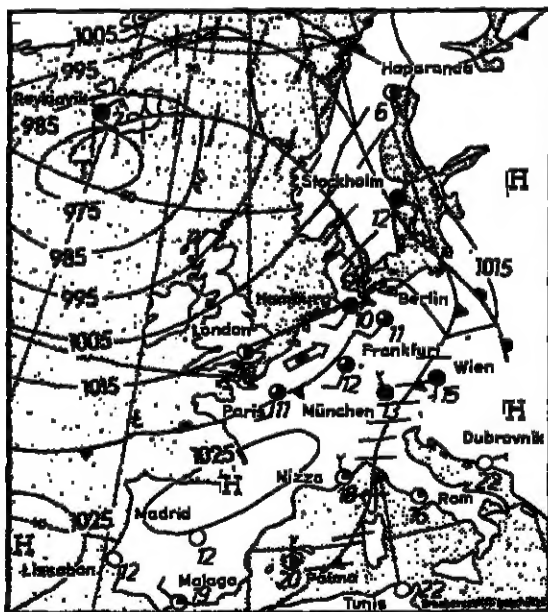 1005
995
Reykjavik
2
985
T
975
985
995
1005
1015
Haparanda
6
Stockholm
12
H
1015
Hamburg
10
Berlin
11
London
Frankfurt
12
Wien
15
Paris
11
München
13
H
1025
Dubrovnik
22
H
Nizza
18
Rom
16
Madrid
12
1025
H
Lissabon
12
Malaga
19
Palma
20
Tunis
22